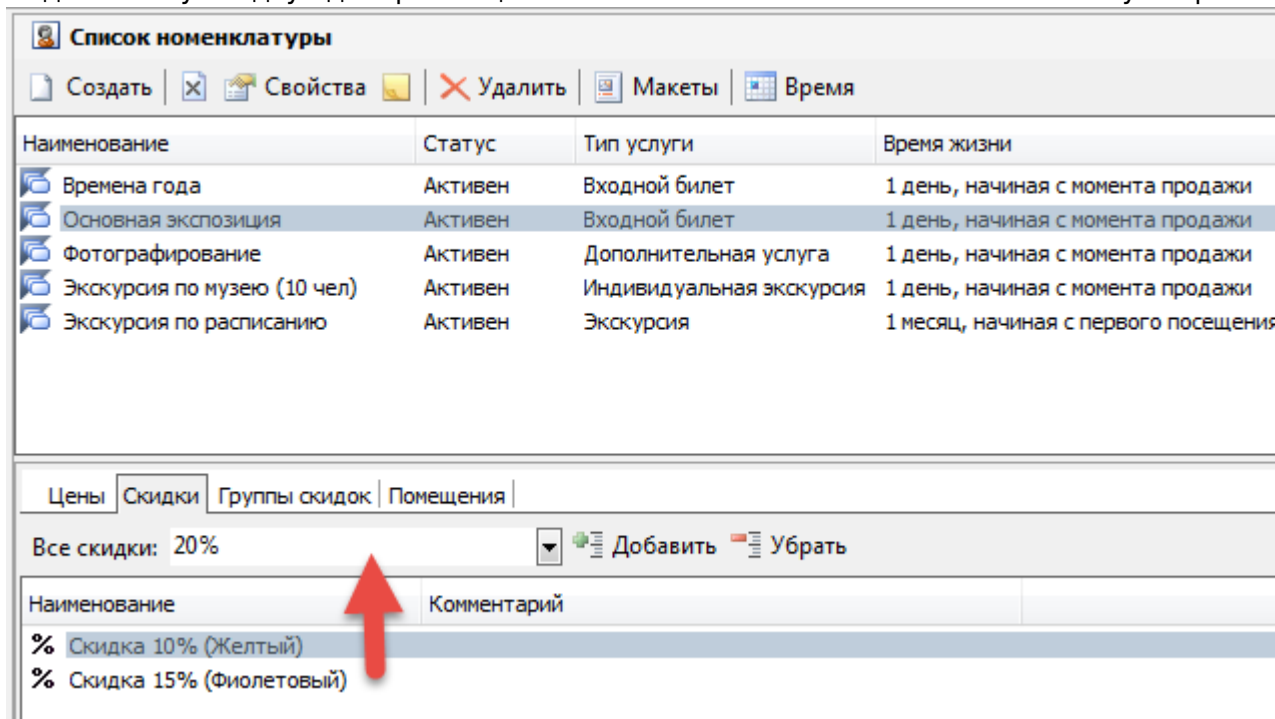 Список номенклатуры
Создать Свойства Удалить Макеты Время
Наименование Статус Тип услуги Время жизни
Времена года Активен Входной билет 1 день, начиная с момента продажи
Основная экспозиция Активен Входной билет 1 день, начиная с момента продажи
Фотографирование Активен Дополнительная услуга 1 день, начиная с момента продажи
Экскурсия по музею (10 чел) Активен Индивидуальная экскурсия 1 день, начиная с момента продажи
Экскурсия по расписанию Активен Экскурсия 1 месяц, начиная с первого посещения
Цены Скидки Группы скидок Помещения
Все скидки: 20% Добавить Убрать
Наименование Комментарий
% Скидка 10% (Желтый)
% Скидка 15% (Фиолетовый)